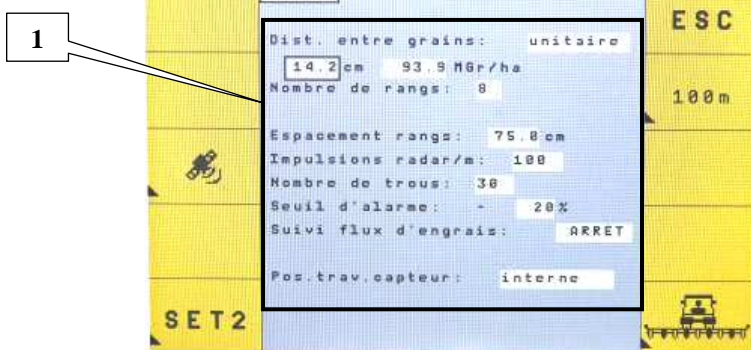 1
ESC
Dist. entre grains: unitaire
14.2 cm 93.9 MGr/ha
Nombre de rangs: 8
100m
Espacement rangs: 75.0 cm
Impulsions radar/m: 100
Nombre de trous: 30
Seuil d'alarme: - 20%
Suivi flux d'engrais: ARRET
Pos.trav.capteur: interne
SET2